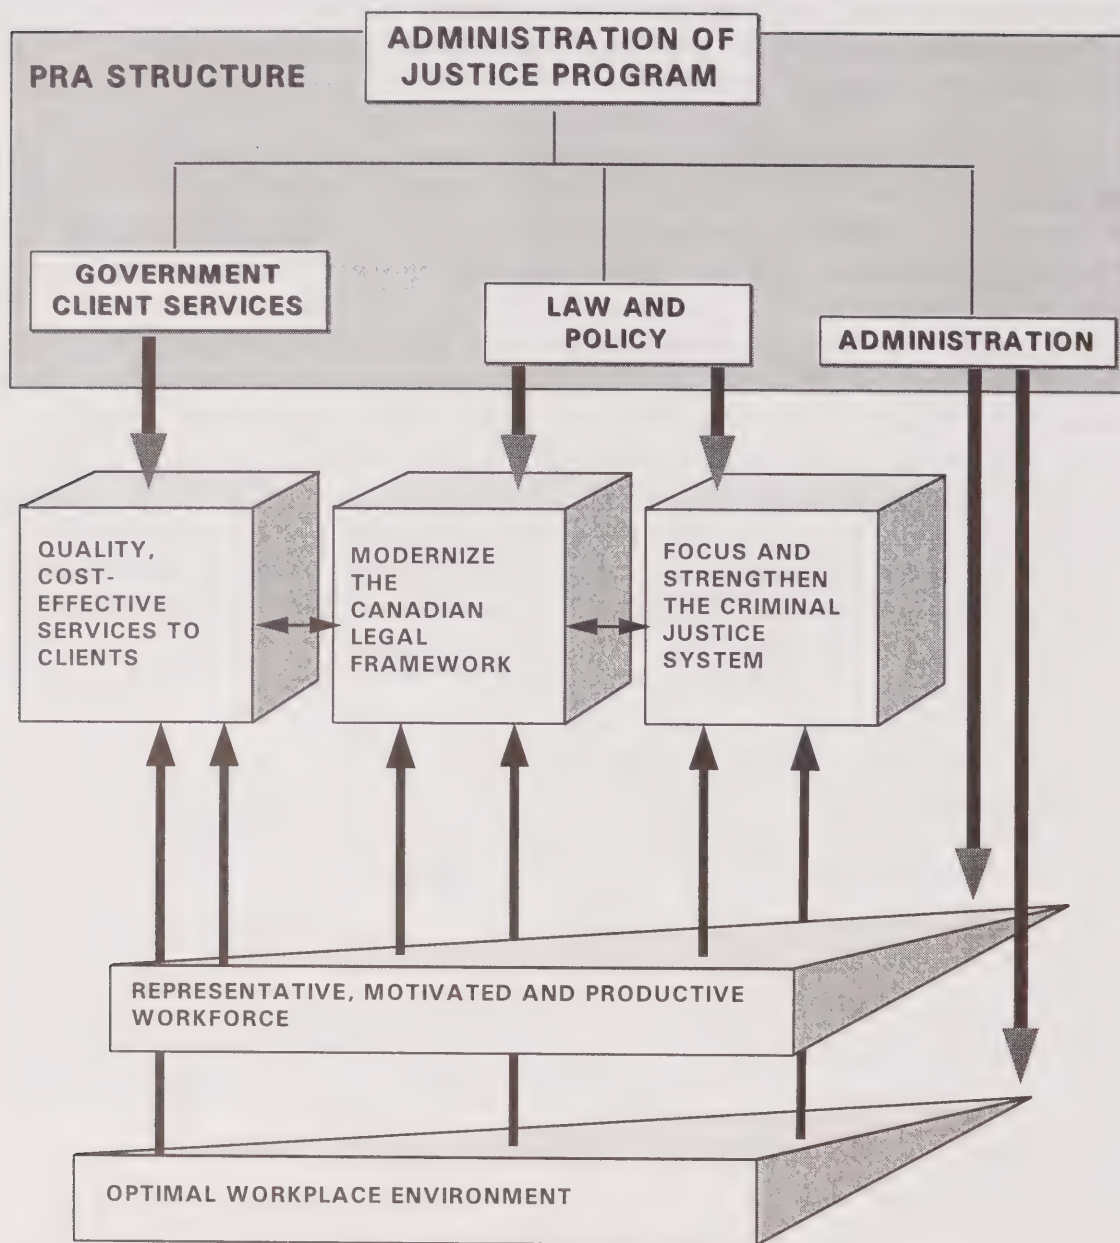 ADMINISTRATION OF
JUSTICE PROGRAM
PRA STRUCTURE
GOVERNMENT
CLIENT SERVICES
LAW AND
POLICY
ADMINISTRATION
QUALITY,
COST-
EFFECTIVE
SERVICES TO
CLIENTS
MODERNIZE
THE
CANADIAN
LEGAL
FRAMEWORK
FOCUS AND
STRENGTHEN
THE CRIMINAL
JUSTICE
SYSTEM
REPRESENTATIVE, MOTIVATED AND PRODUCTIVE
WORKFORCE
OPTIMAL WORKPLACE ENVIRONMENT